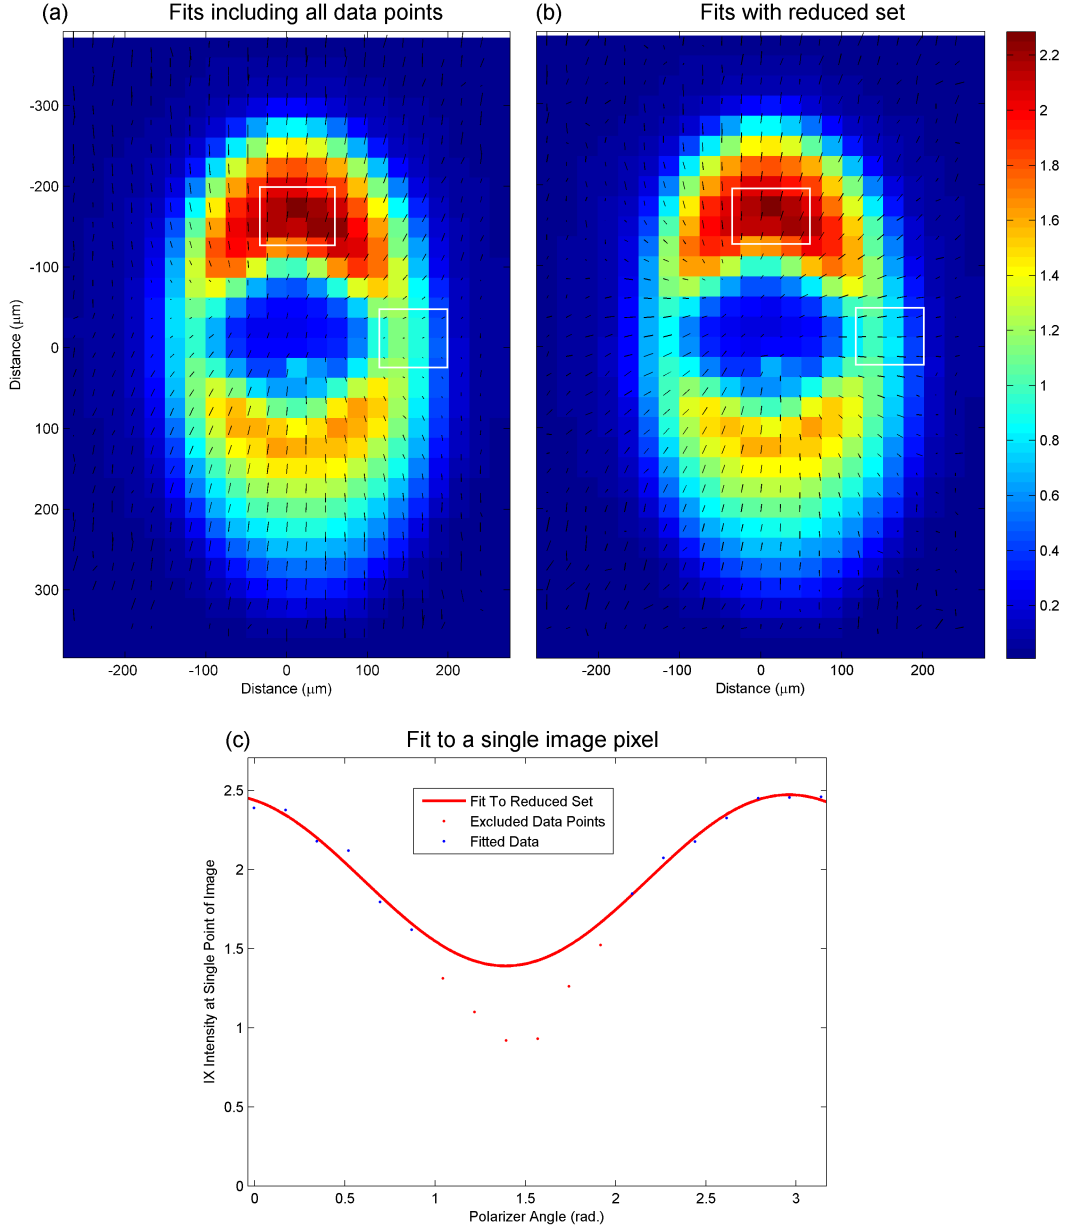 (a) Fits including all data points
(b) Fits with reduced set
-300
-200
-100
0
100
200
300
Distance (μm)
-200 -100 0 100 200
Distance (μm)
-200 -100 0 100 200
Distance (μm)
2.2
2
1.8
1.6
1.4
1.2
1
0.8
0.6
0.4
0.2
(c) Fit to a single image pixel
2.5
2
1.5
1
0.5
0
IX Intensity at Single Point of Image
Fit To Reduced Set
Excluded Data Points
Fitted Data
0 0.5 1 1.5 2 2.5 3
Polarizer Angle (rad.)